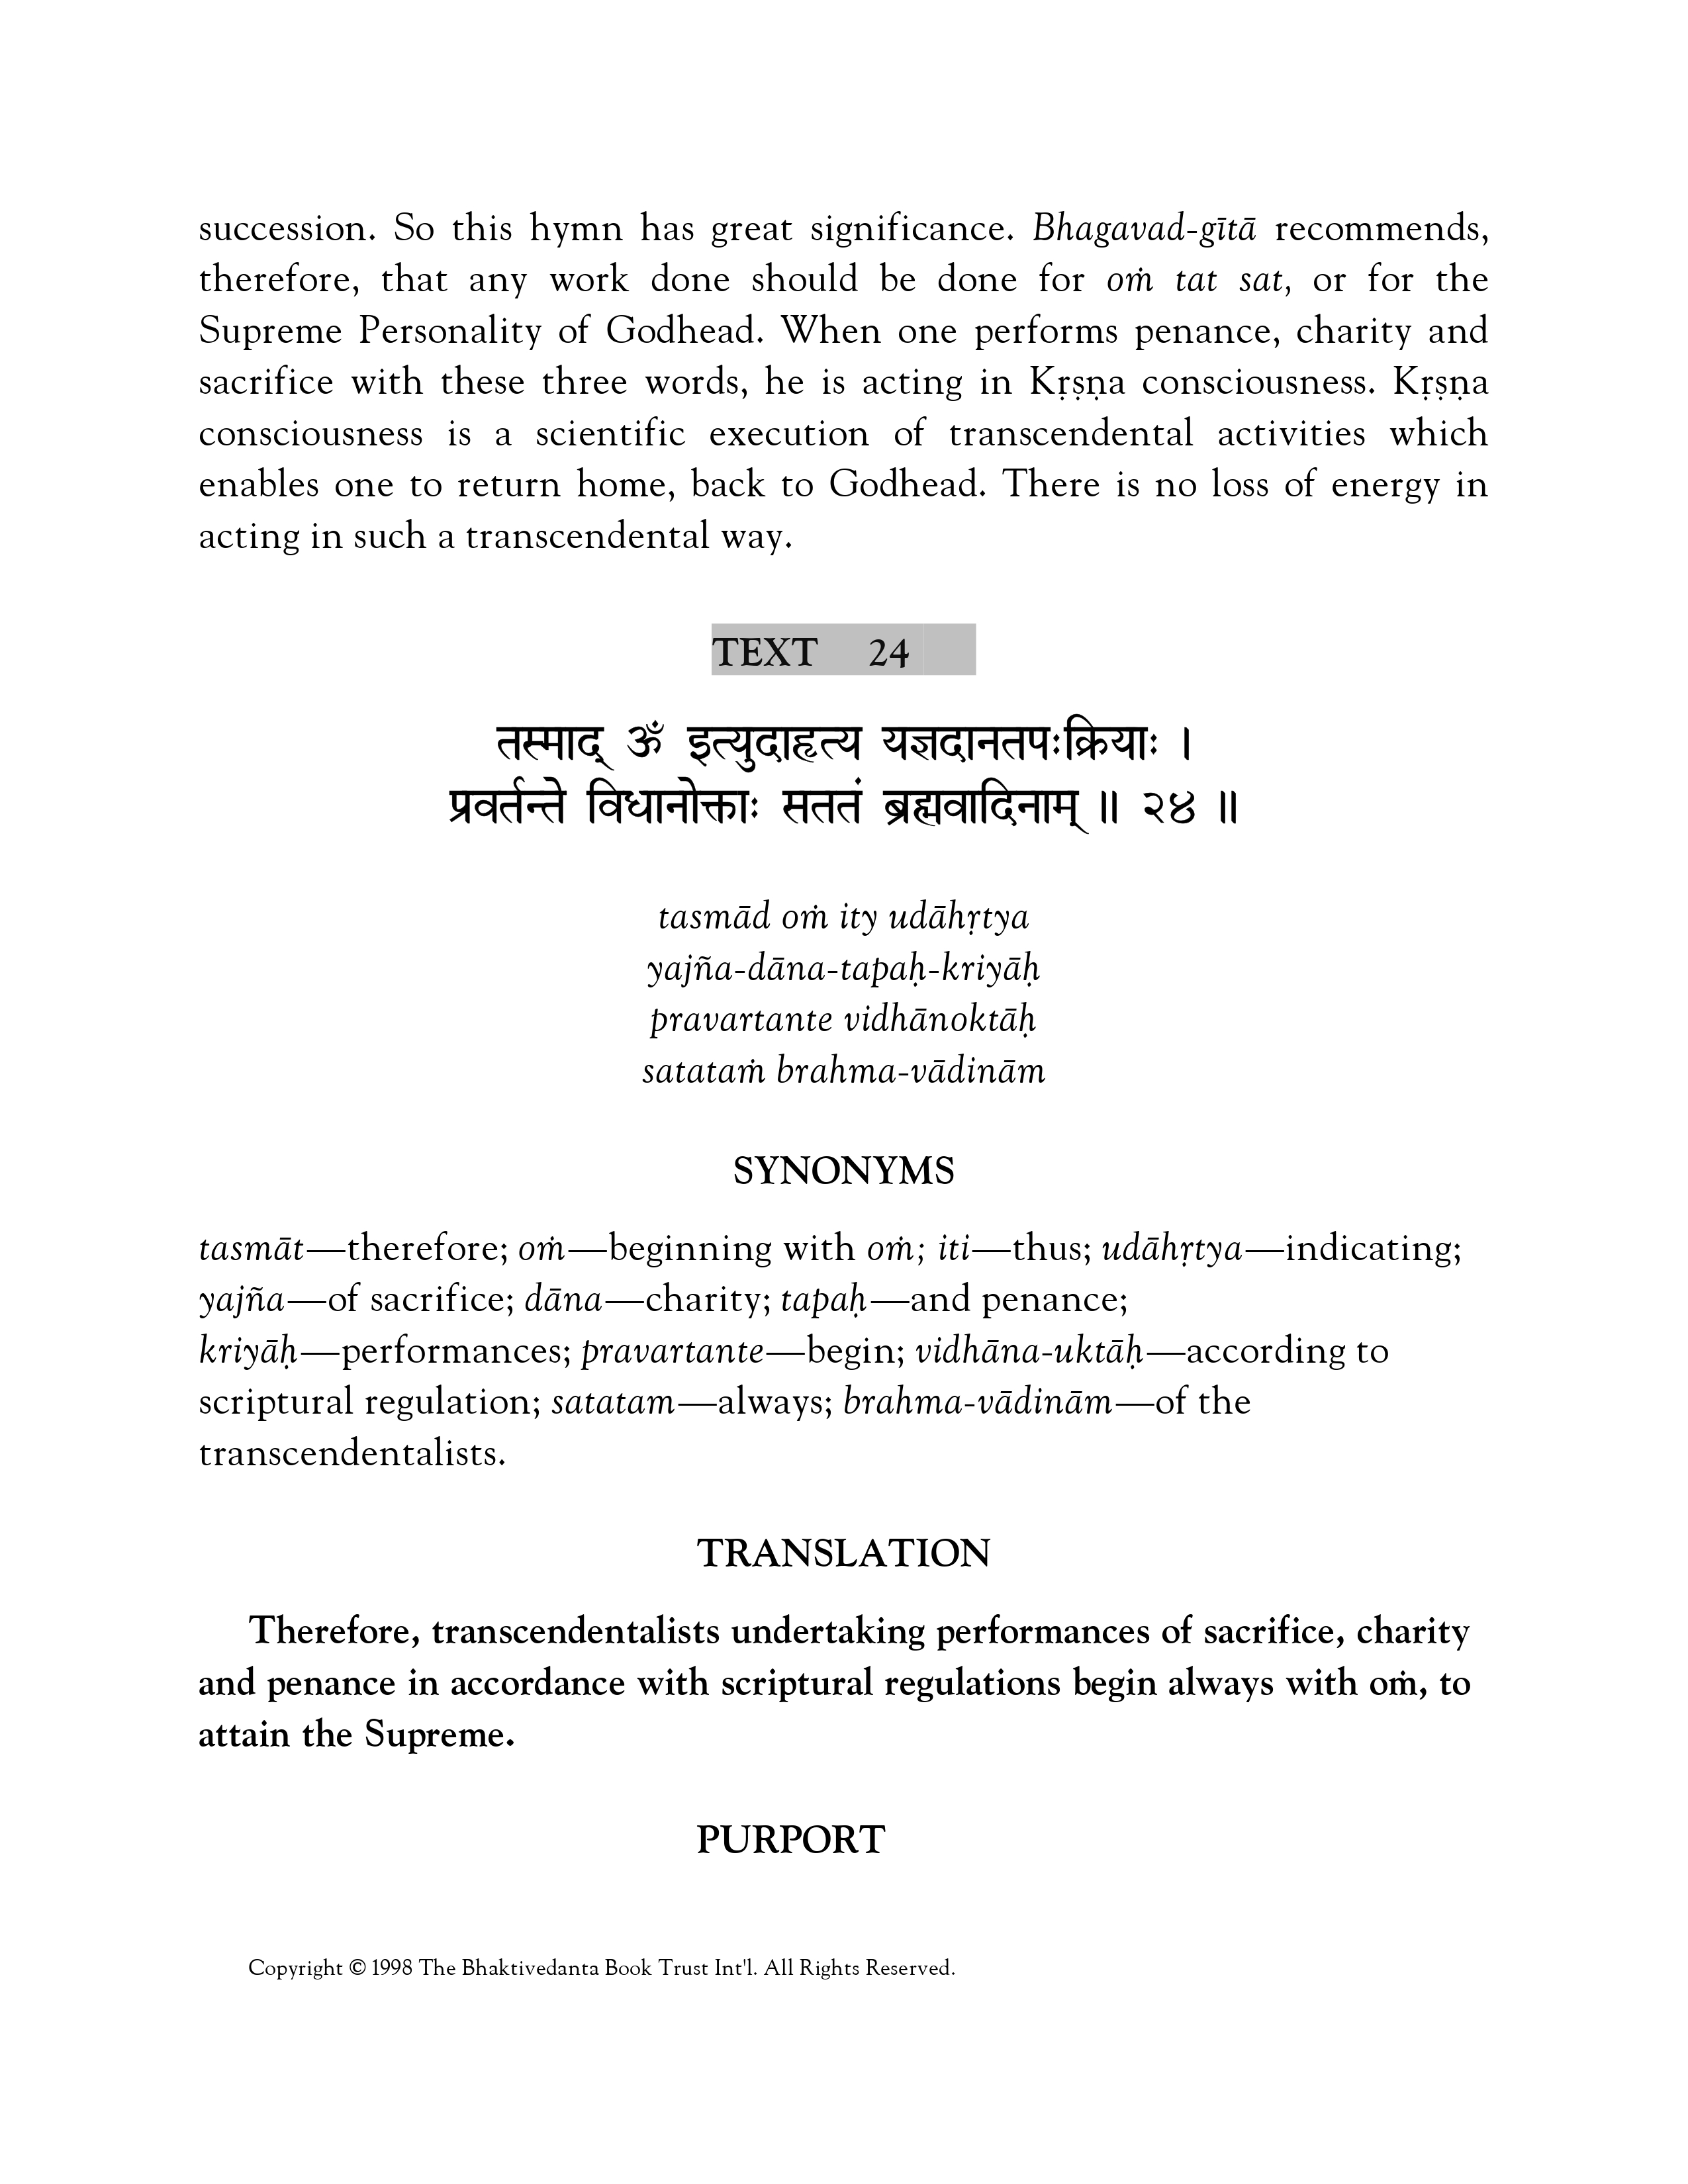 succession. So this hymn has great significance. Bhagavad-gītā recommends,
therefore, that any work done should be done for oṁ tat sat, or for the
Supreme Personality of Godhead. When one performs penance, charity and
sacrifice with these three words, he is acting in Kṛṣṇa consciousness. Kṛṣṇa
consciousness is a scientific execution of transcendental activities which
enables one to return home, back to Godhead. There is no loss of energy in
acting in such a transcendental way.
TEXT 24
तस्माद् ॐ इत्युदाहृत्य यज्ञदानतपःक्रियाः ।
प्रवर्तन्ते विधानोक्ताः सततं ब्रह्मवादिनाम् ॥ २४ ॥
tasmād oṁ ity udāhṛtya
yajña-dāna-tapaḥ-kriyāḥ
pravartante vidhānoktāḥ
satataṁ brahma-vādinām
SYNONYMS
tasmāt—therefore; oṁ—beginning with oṁ; iti—thus; udāhṛtya—indicating;
yajña—of sacrifice; dāna—charity; tapaḥ—and penance;
kriyāḥ—performances; pravartante—begin; vidhāna-uktāḥ—according to
scriptural regulation; satatam—always; brahma-vādinām—of the
transcendentalists.
TRANSLATION
Therefore, transcendentalists undertaking performances of sacrifice, charity
and penance in accordance with scriptural regulations begin always with oṁ, to
attain the Supreme.
PURPORT
Copyright © 1998 The Bhaktivedanta Book Trust Int'l. All Rights Reserved.